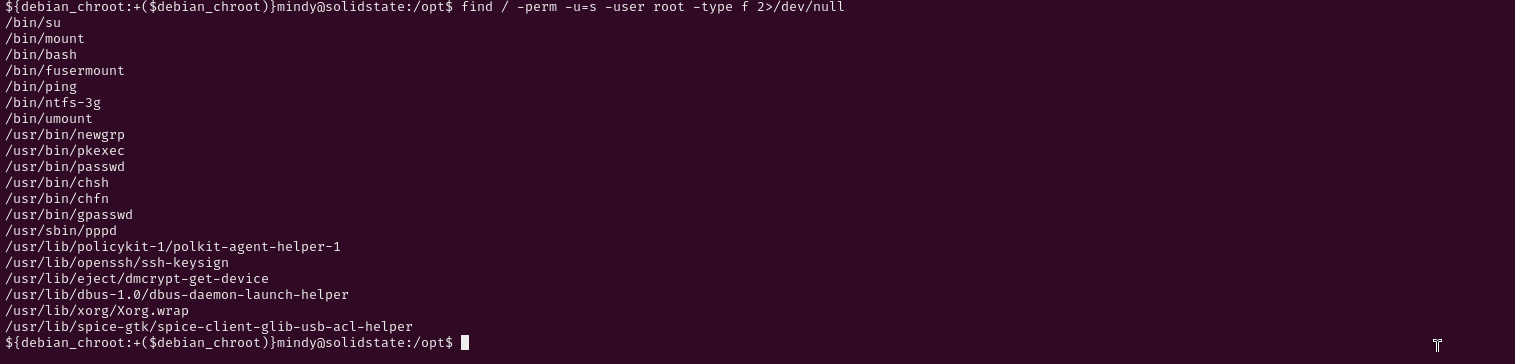 ${debian_chroot:+($debian_chroot)}mindy@solidstate:/opt$ find / -perm -u=s -user root -type f 2>/dev/null
/bin/su
/bin/mount
/bin/bash
/bin/fusermount
/bin/ping
/bin/ntfs-3g
/bin/umount
/usr/bin/newgrp
/usr/bin/pkexec
/usr/bin/passwd
/usr/bin/chsh
/usr/bin/chfn
/usr/bin/gpasswd
/usr/sbin/pppd
/usr/lib/policykit-1/polkit-agent-helper-1
/usr/lib/openssh/ssh-keysign
/usr/lib/eject/dmcrypt-get-device
/usr/lib/dbus-1.0/dbus-daemon-launch-helper
/usr/lib/xorg/Xorg.wrap
/usr/lib/spice-gtk/spice-client-glib-usb-acl-helper
${debian_chroot:+($debian_chroot)}mindy@solidstate:/opt$